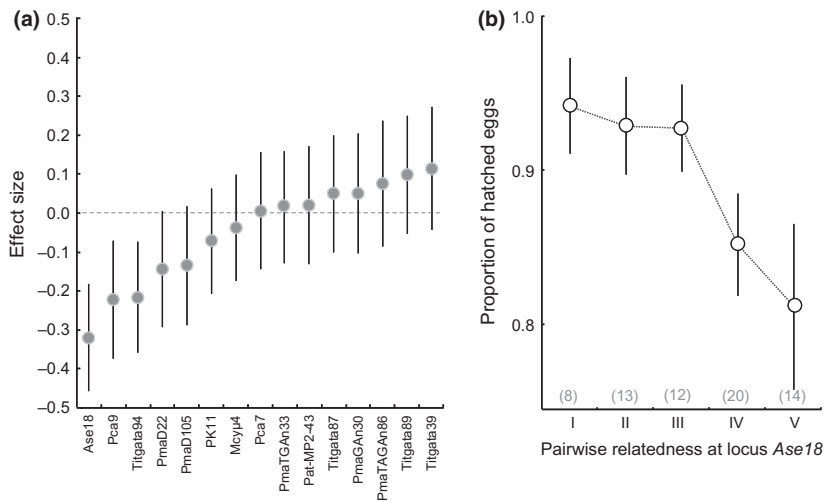 (a)
0.5
0.4
0.3
0.2
0.1
0.0
–0.1
–0.2
–0.3
–0.4
–0.5
Effect size
Ase18
Pca9
Titgata94
PmaD22
PmaD105
PK11
Mcyµ4
Pca7
PmaTGAn33
Pat-MP2-43
Titgata87
PmaGAn30
PmaTAGAn86
Titgata89
Titgata39
(b)
1.0
0.9
0.8
Proportion of hatched eggs
(8) (13) (12) (20) (14)
I II III IV V
Pairwise relatedness at locus Ase18